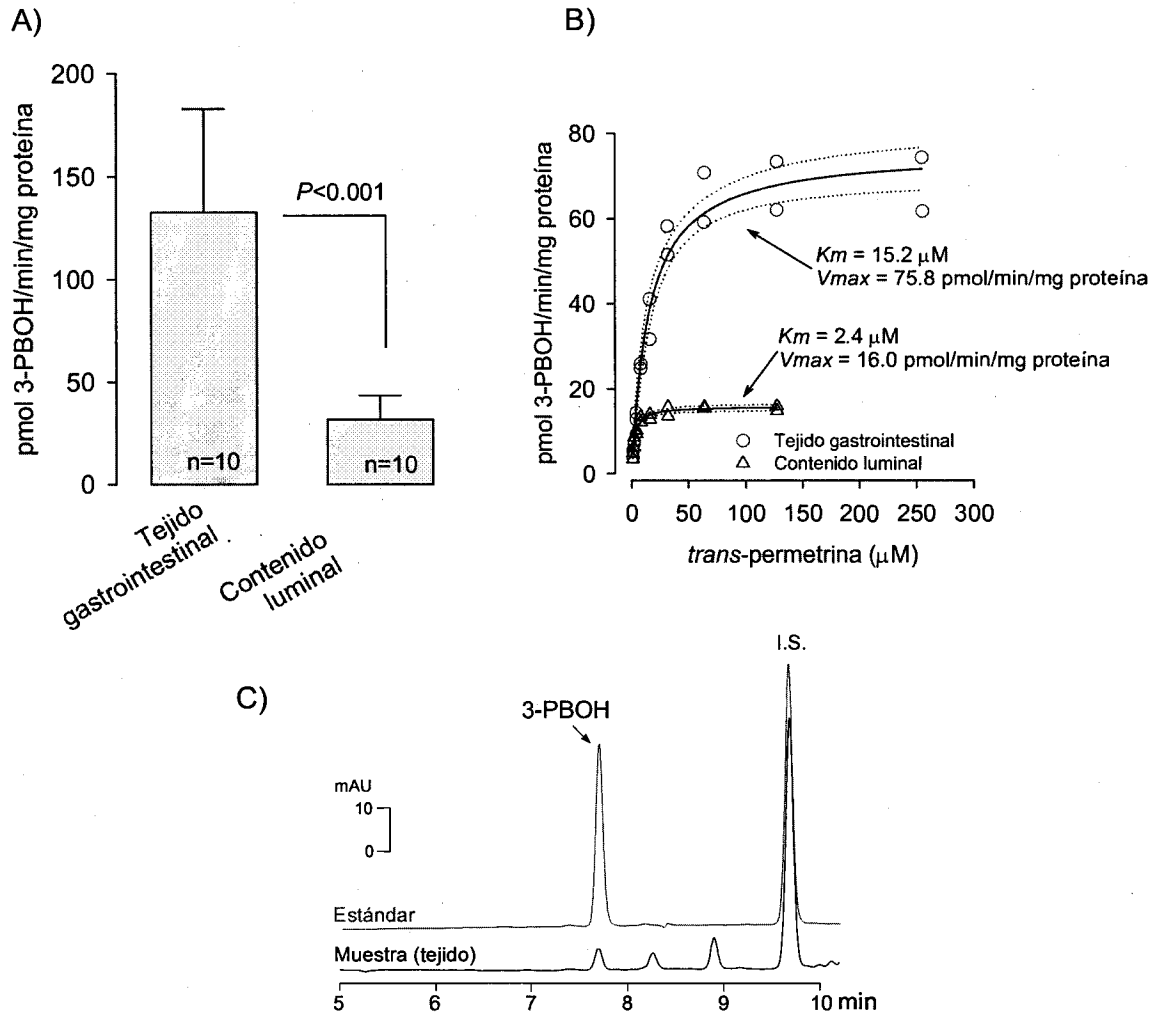 A)
pmol 3-PBOH/min/mg proteína
200
150
100
50
0
P<0.001
n=10
n=10
Tejido
gastrointestinal
Contenido
luminal
B)
pmol 3-PBOH/min/mg proteína
80
60
40
20
0
Km = 15.2 µM
Vmax = 75.8 pmol/min/mg proteína
Km = 2.4 µM
Vmax = 16.0 pmol/min/mg proteína
Tejido gastrointestinal
Contenido luminal
0 50 100 150 200 250 300
trans-permetrina (µM)
C)
I.S.
3-PBOH
mAU
10
0
Estándar
Muestra (tejido)
5 6 7 8 9 10 min